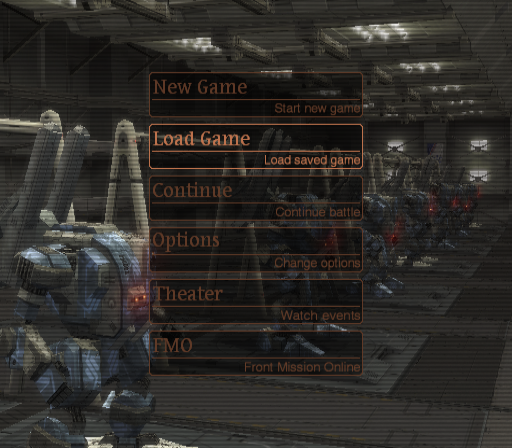 New Game
Start new game
Load Game
Load saved game
Continue
Continue battle
Options
Change options
Theater
Watch events
FMO
Front Mission Online